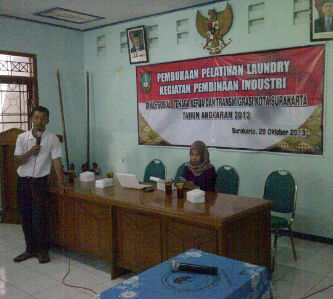 PEMBUKAAN PELATIHAN LAUNDRY
KEGIATAN PEMBINAAN INDUSTRI
DINAS SOSIAL TENAGA KERJA DAN TRANSMIGRASI KOTA SURAKARTA
TAHUN ANGGARAN 2013
Surakarta, 28 Oktober 2013